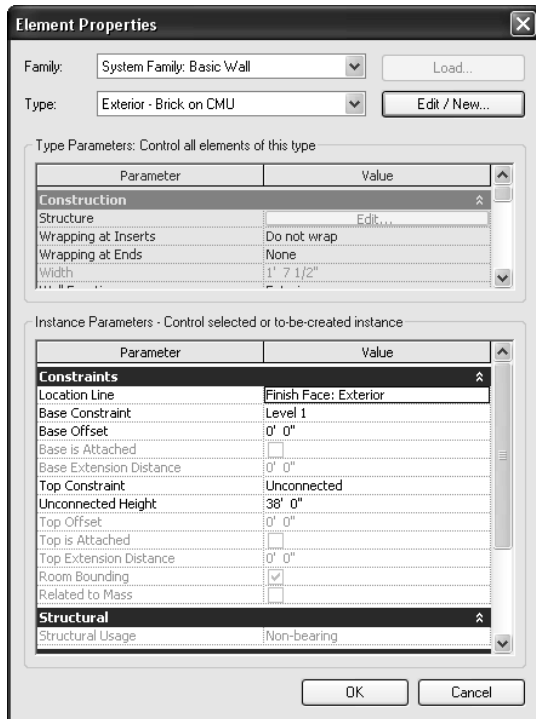 Element Properties
Family: System Family: Basic Wall Load...
Type: Exterior - Brick on CMU Edit / New...
Type Parameters: Control all elements of this type
Parameter Value
Construction
Structure Edit...
Wrapping at Inserts Do not wrap
Wrapping at Ends None
Width 1' 7 1/2"
Instance Parameters - Control selected or to-be-created instance
Parameter Value
Constraints
Location Line Finish Face: Exterior
Base Constraint Level 1
Base Offset 0' 0"
Base is Attached
Base Extension Distance 0' 0"
Top Constraint Unconnected
Unconnected Height 38' 0"
Top Offset 0' 0"
Top is Attached
Top Extension Distance 0' 0"
Room Bounding
Related to Mass
Structural
Structural Usage Non-bearing
OK Cancel